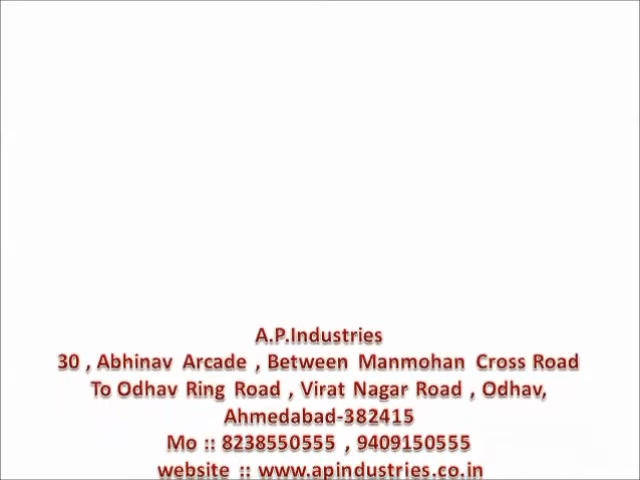 A.P.Industries
30 , Abhinav Arcade , Between Manmohan Cross Road
To Odhav Ring Road , Virat Nagar Road , Odhav,
Ahmedabad-382415
Mo :: 8238550555 , 9409150555
website :: www.apindustries.co.in